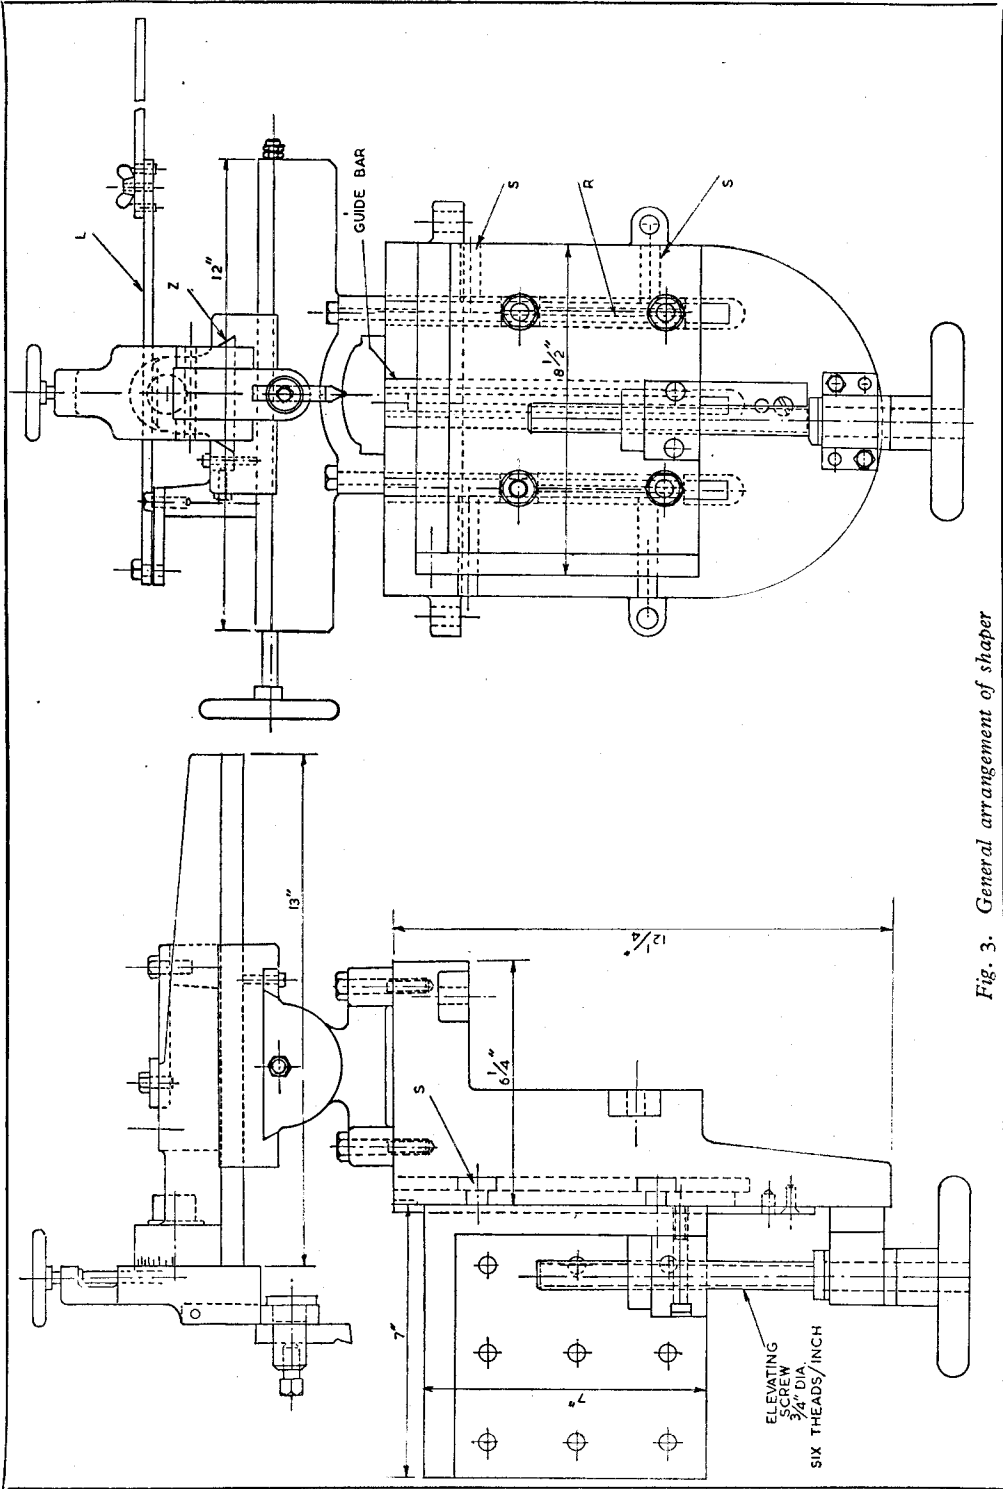 L
Z
12"
GUIDE BAR
S
R
S
8 1/2"
13"
12 1/4"
6 1/4"
S
7"
7"
ELEVATING
SCREW
3/4" DIA.
SIX THEADS/INCH
Fig. 3. General arrangement of shaper